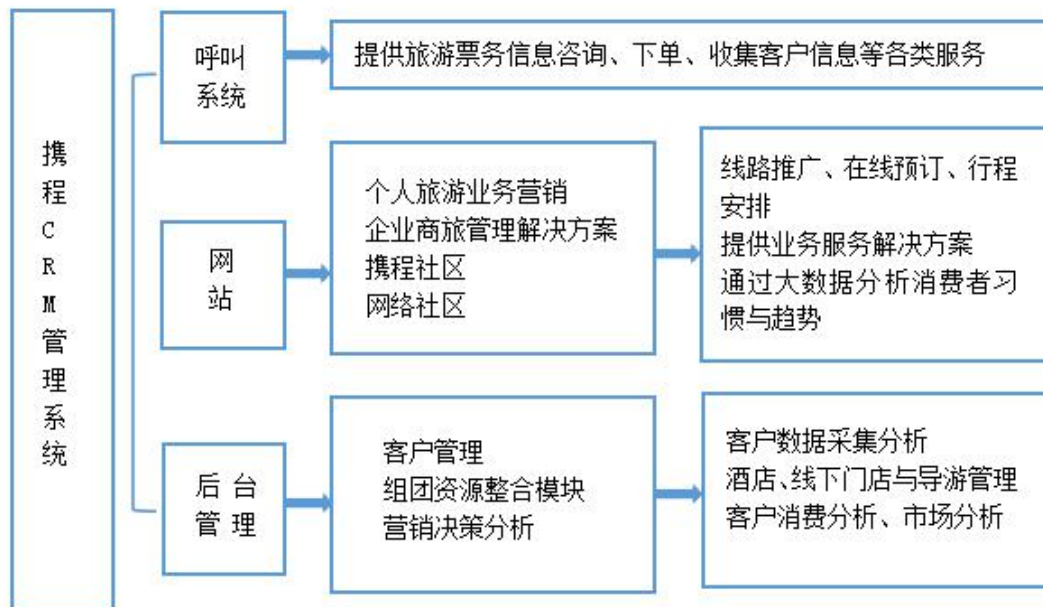 携
程
C
R
M
管
理
系
统
呼叫
系统
提供旅游票务信息咨询、下单、收集客户信息等各类服务
网
站
个人旅游业务营销
企业商旅管理解决方案
携程社区
网络社区
线路推广、在线预订、行程
安排
提供业务服务解决方案
通过大数据分析消费者习
惯与趋势
后 台
管 理
客户管理
组团资源整合模块
营销决策分析
客户数据采集分析
酒店、线下门店与导游管理
客户消费分析、市场分析